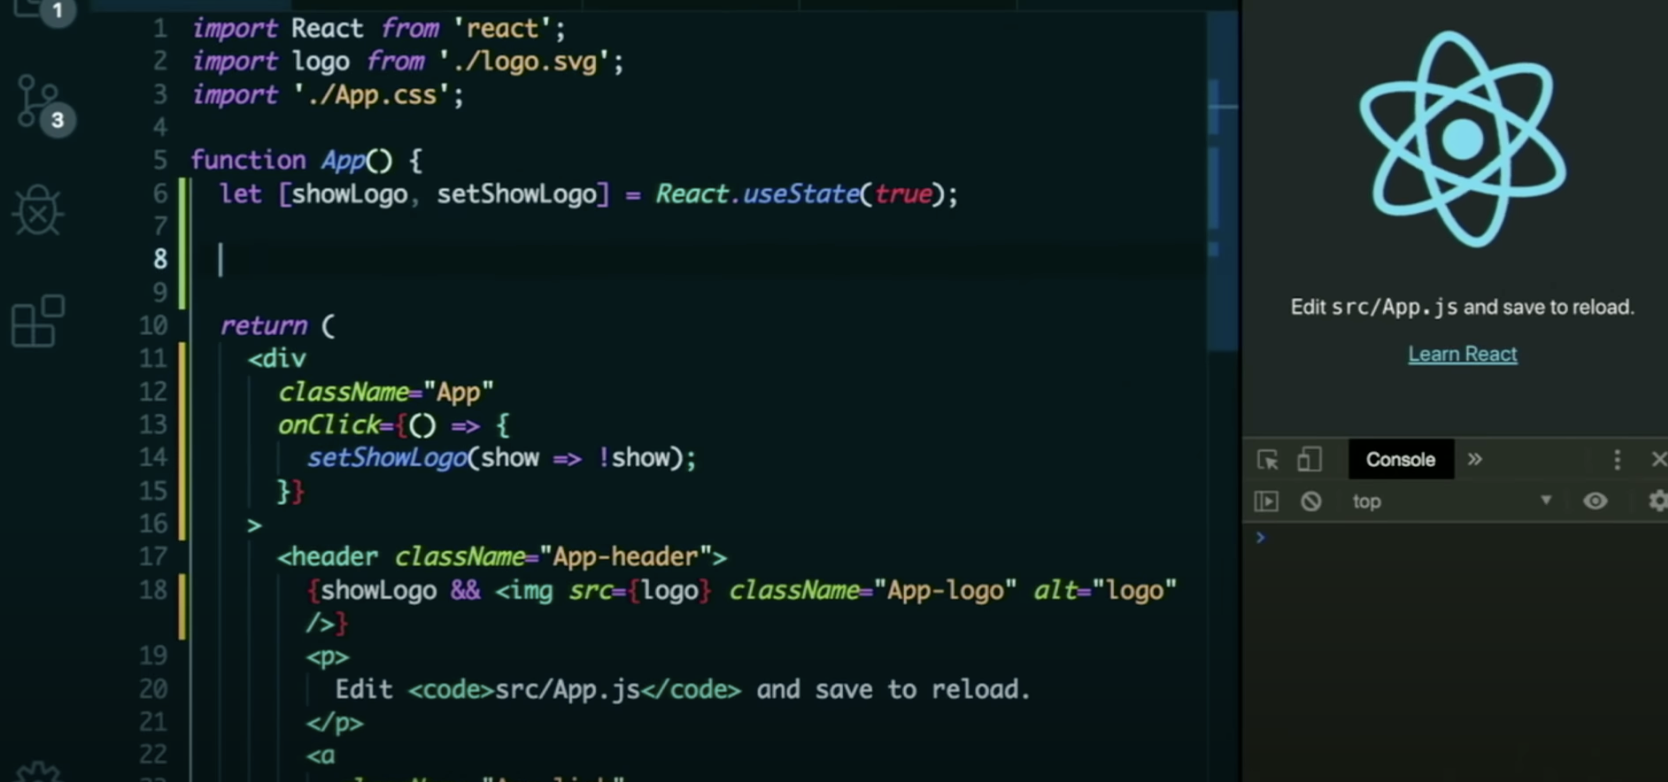 1
3
1 import React from 'react';
2 import logo from './logo.svg';
3 import './App.css';
4
5 function App() {
6 let [showLogo, setShowLogo] = React.useState(true);
7
8
9
10 return (
11 <div
12 className="App"
13 onClick={() => {
14 setShowLogo(show => !show);
15 }}
16 >
17 <header className="App-header">
18 {showLogo && <img src={logo} className="App-logo" alt="logo"
/>}
19 <p>
20 Edit <code>src/App.js</code> and save to reload.
21 </p>
22 <a
Edit src/App.js and save to reload.
Learn React
Console »
top
>